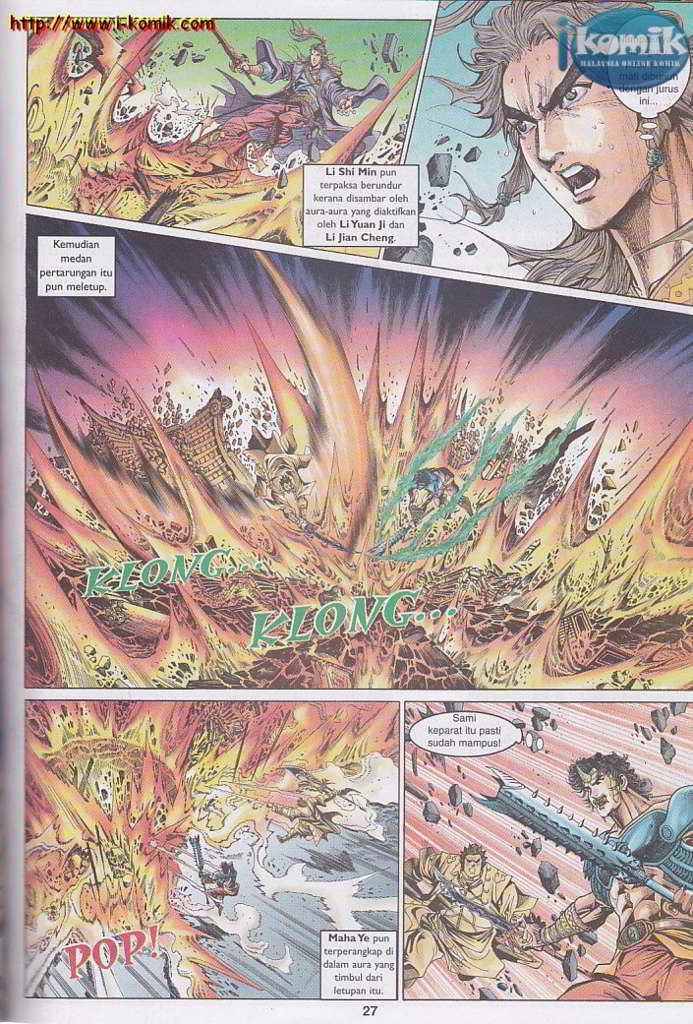 http://www.i-komik.com
ikomik
MALAYSIA ONLINE KOMIK
mati dibunuh
dengan jurus
ini...
Li Shi Min pun
terpaksa berundur
kerana disambar oleh
aura-aura yang diaktifkan
oleh Li Yuan Ji dan
Li Jian Cheng.
Kemudian
medan
pertarungan itu
pun meletup.
KLONG...
KLONG...
POP!
Maha Ye pun
terperangkap di
dalam aura yang
timbul dari
letupan itu.
Sami
keparat itu pasti
sudah mampus!
27